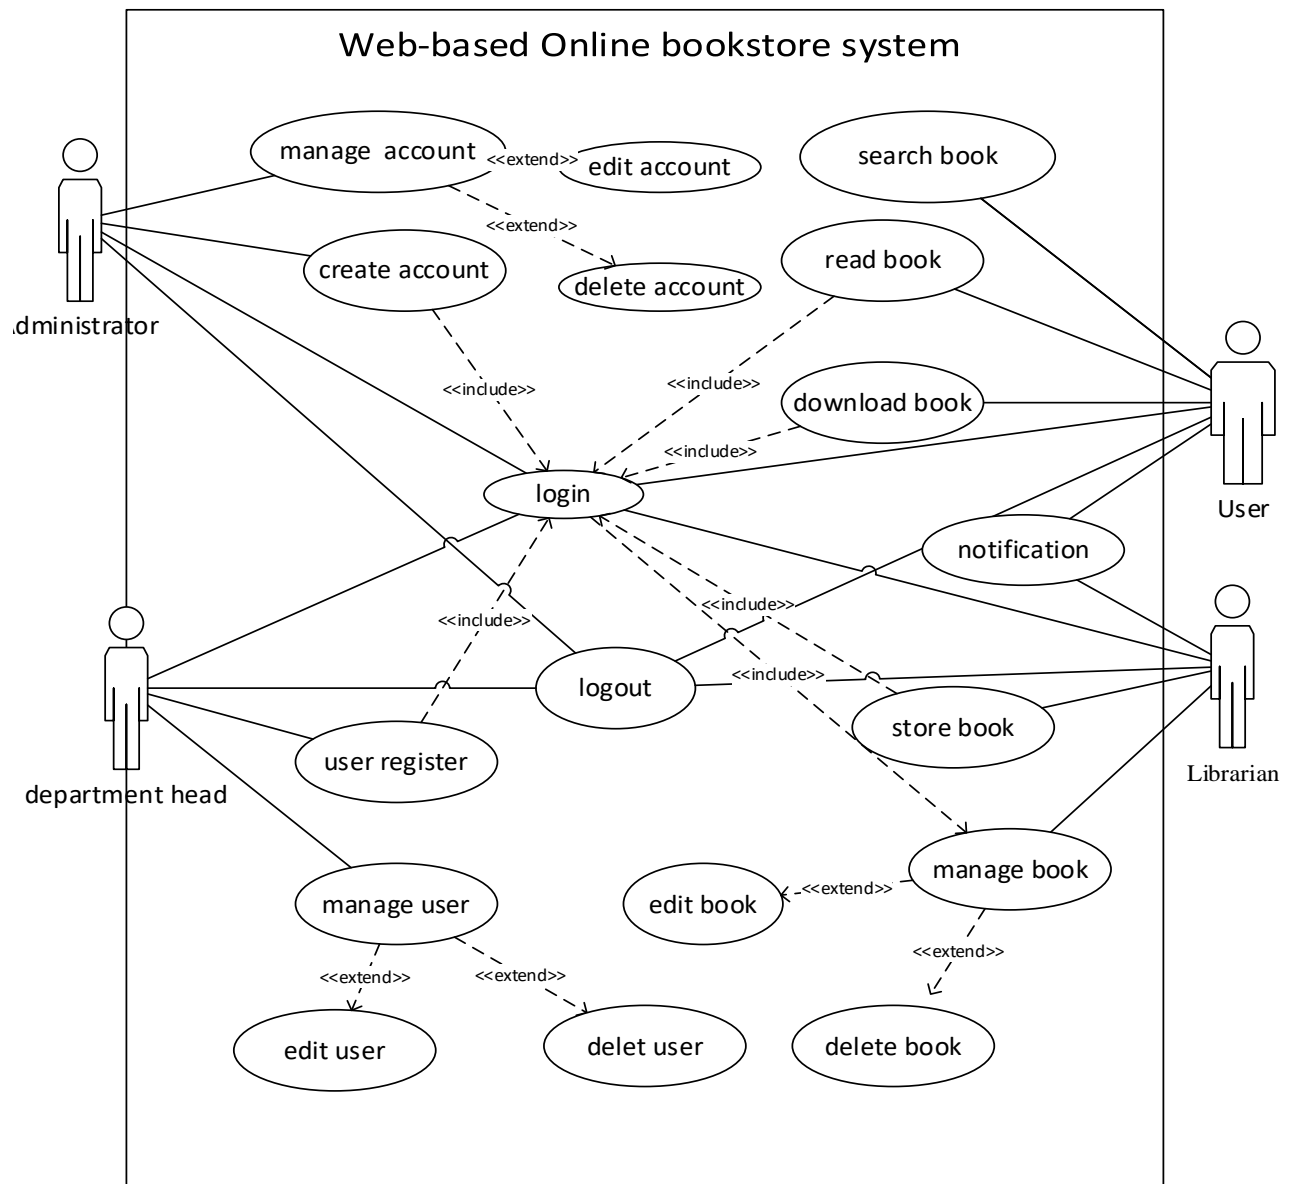 Web-based Online bookstore system
manage account
<<extend>>
edit account
search book
<<extend>>
create account
delete account
read book
dministrator
<<include>>
<<include>>
download book
<<include>>
login
User
notification
<<include>>
<<include>>
<<include>>
logout
store book
user register
department head
Librarian
manage user
edit book
<<extend>>
manage book
<<extend>>
<<extend>>
<<extend>>
edit user
delet user
delete book